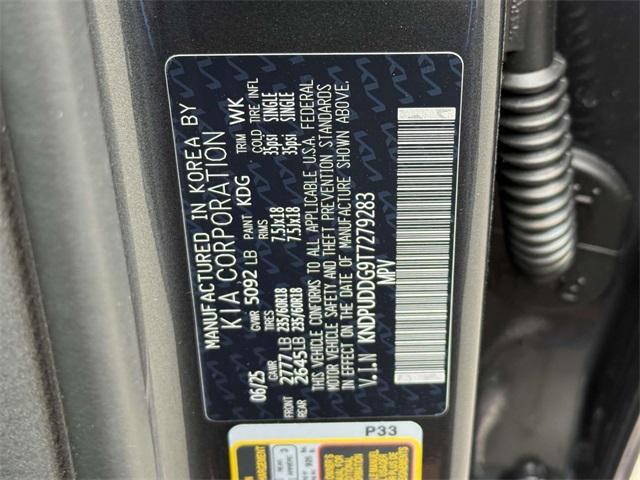 MANUFACTURED IN KOREA BY
KIA CORPORATION
06/25 GVWR 5092 LB PAINT KDG TRIM WK
GAWR TIRES RIMS COLD TIRE INFL
FRONT 2777 LB 235/60R18 7.5Jx18 35psi SINGLE
REAR 2645 LB 235/60R18 7.5Jx18 35psi SINGLE
THIS VEHICLE CONFORMS TO ALL APPLICABLE U.S.A. FEDERAL
MOTOR VEHICLE SAFETY AND THEFT PREVENTION STANDARDS
IN EFFECT ON THE DATE OF MANUFACTURE SHOWN ABOVE.
V.I.N KNDPUDDG9T7279283
MPV
P33